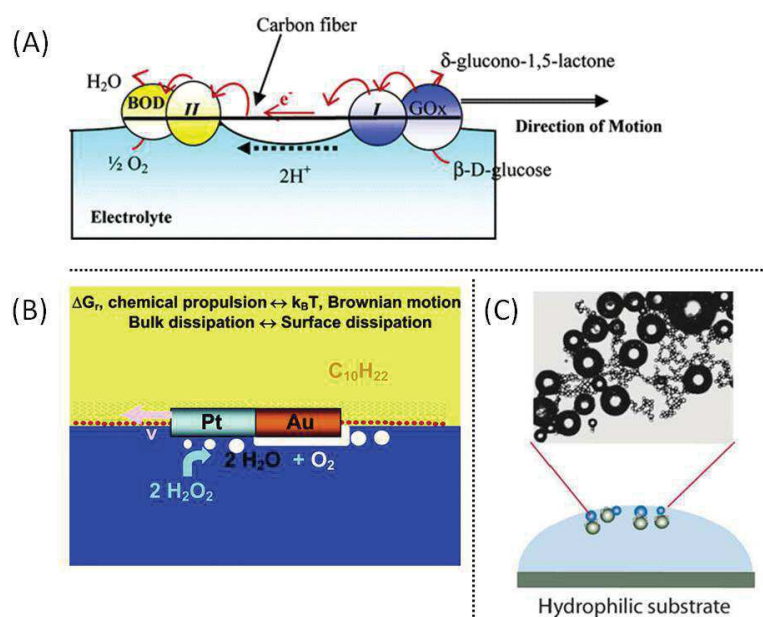 (A)
Carbon fiber
δ-glucono-1,5-lactone
H₂O
BOD
II
e⁻
I
GOx
Direction of Motion
½ O₂
2H⁺
β-D-glucose
Electrolyte
(B)
ΔGᵣ, chemical propulsion ↔ k_BT, Brownian motion
Bulk dissipation ↔ Surface dissipation
C₁₀H₂₂
Pt
Au
v
2 H₂O + O₂
2 H₂O₂
(C)
Hydrophilic substrate